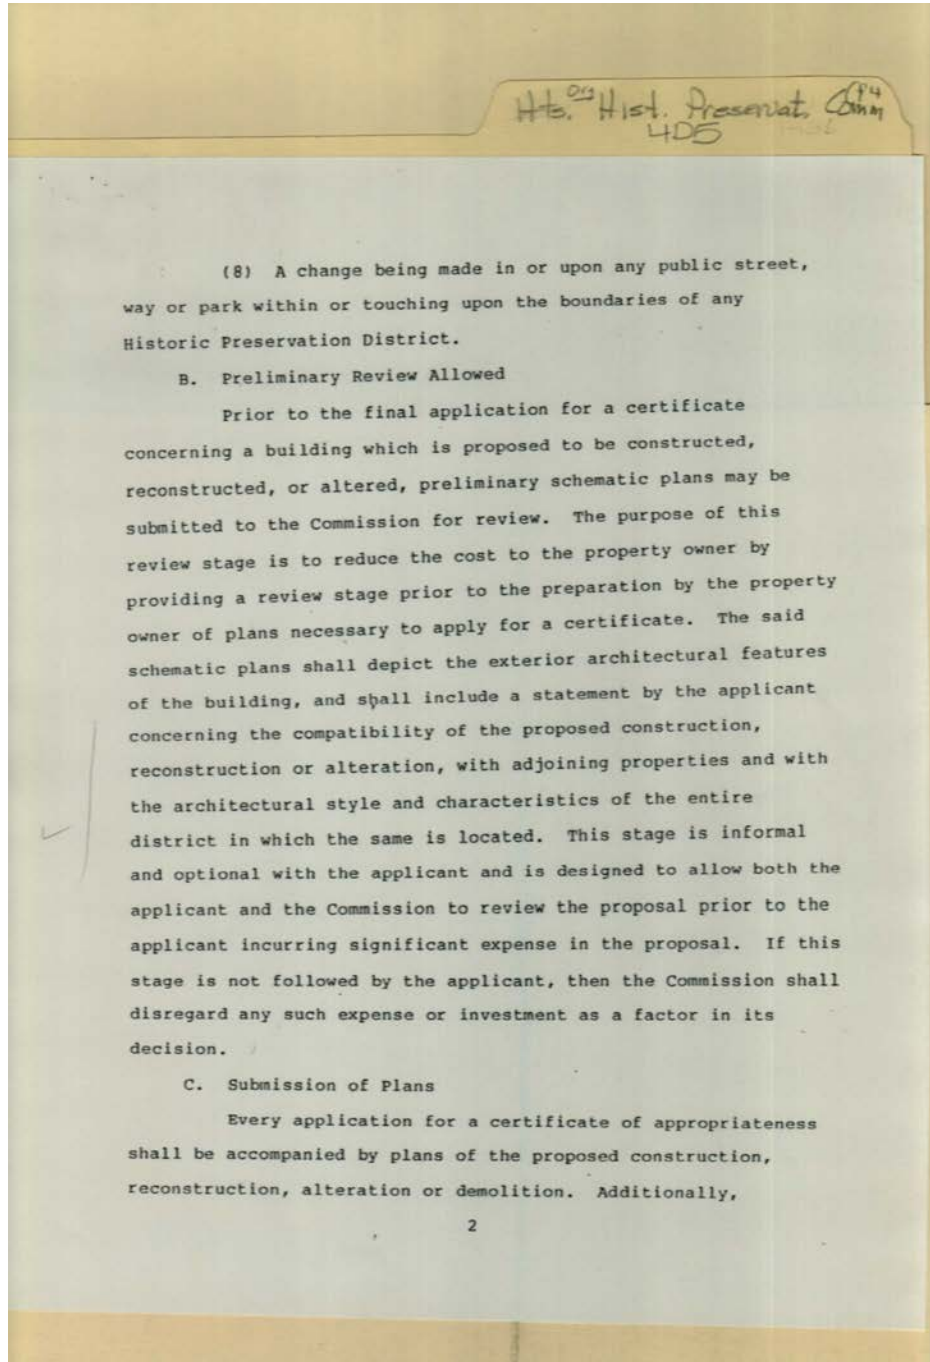 Hts. Org Hist. Preservat. Comm
4D5
(8) A change being made in or upon any public street,
way or park within or touching upon the boundaries of any
Historic Preservation District.
B. Preliminary Review Allowed
Prior to the final application for a certificate
concerning a building which is proposed to be constructed,
reconstructed, or altered, preliminary schematic plans may be
submitted to the Commission for review. The purpose of this
review stage is to reduce the cost to the property owner by
providing a review stage prior to the preparation by the property
owner of plans necessary to apply for a certificate. The said
schematic plans shall depict the exterior architectural features
of the building, and shall include a statement by the applicant
concerning the compatibility of the proposed construction,
reconstruction or alteration, with adjoining properties and with
the architectural style and characteristics of the entire
district in which the same is located. This stage is informal
and optional with the applicant and is designed to allow both the
applicant and the Commission to review the proposal prior to the
applicant incurring significant expense in the proposal. If this
stage is not followed by the applicant, then the Commission shall
disregard any such expense or investment as a factor in its
decision.
C. Submission of Plans
Every application for a certificate of appropriateness
shall be accompanied by plans of the proposed construction,
reconstruction, alteration or demolition. Additionally,
2